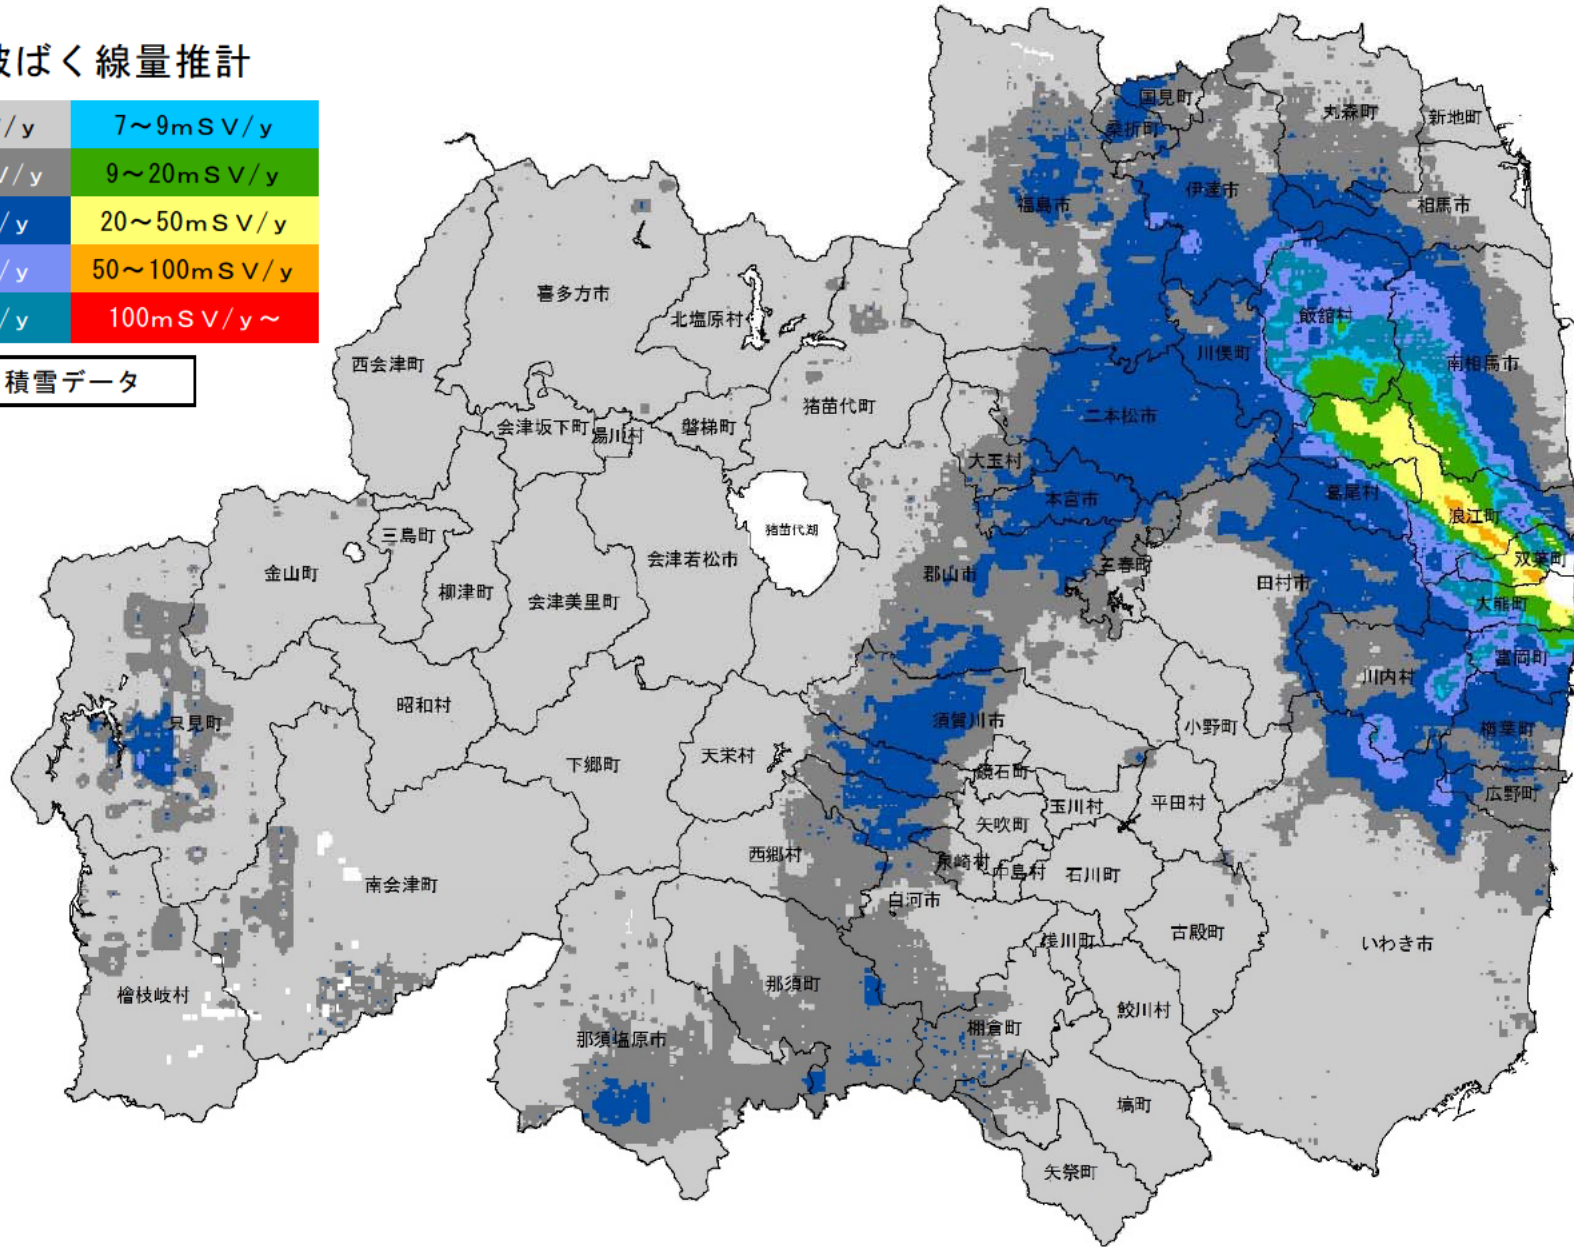 ばく線量推計
/y 7～9mSV/y
V/y 9～20mSV/y
/y 20～50mSV/y
/y 50～100mSV/y
/y 100mSV/y～
積雪データ
国見町
桑折町
丸森町
新地町
伊達市
福島市
相馬市
喜多方市
北塩原村
飯舘村
川俣町
南相馬市
西会津町
猪苗代町
二本松市
会津坂下町
湯川村
磐梯町
大玉村
本宮市
葛尾村
浪江町
三島町
猪苗代湖
会津若松市
双葉町
金山町
柳津町
会津美里町
郡山市
三春町
田村市
大熊町
富岡町
川内村
只見町
昭和村
須賀川市
小野町
楢葉町
下郷町
天栄村
鏡石町
玉川村
平田村
広野町
矢吹町
西郷村
泉崎村
中島村
石川町
南会津町
白河市
浅川町
古殿町
いわき市
檜枝岐村
那須町
鮫川村
那須塩原市
棚倉町
塙町
矢祭町